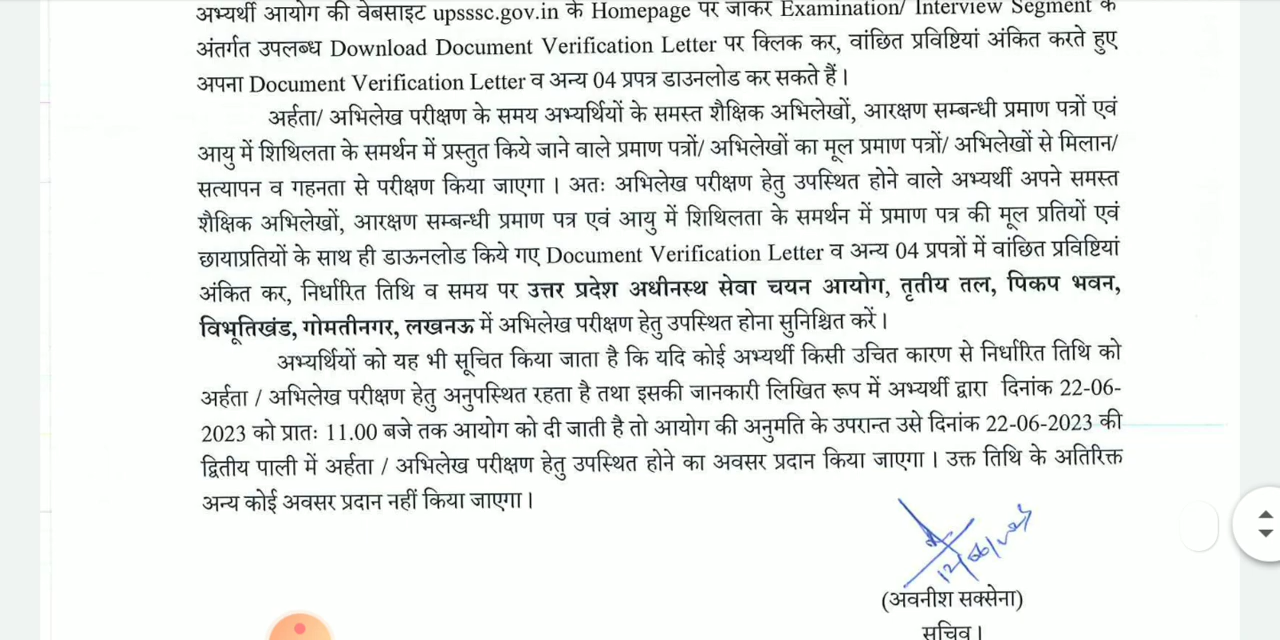 अभ्यर्थी आयोग की वेबसाइट upsssc.gov.in के Homepage पर जाकर Examination/ Interview Segment के
अंतर्गत उपलब्ध Download Document Verification Letter पर क्लिक कर, वांछित प्रविष्टियां अंकित करते हुए
अपना Document Verification Letter व अन्य 04 प्रपत्र डाउनलोड कर सकते हैं।
अर्हता/ अभिलेख परीक्षण के समय अभ्यर्थियों के समस्त शैक्षिक अभिलेखों, आरक्षण सम्बन्धी प्रमाण पत्रों एवं
आयु में शिथिलता के समर्थन में प्रस्तुत किये जाने वाले प्रमाण पत्रों/ अभिलेखों का मूल प्रमाण पत्रों/ अभिलेखों से मिलान/
सत्यापन व गहनता से परीक्षण किया जाएगा। अतः अभिलेख परीक्षण हेतु उपस्थित होने वाले अभ्यर्थी अपने समस्त
शैक्षिक अभिलेखों, आरक्षण सम्बन्धी प्रमाण पत्र एवं आयु में शिथिलता के समर्थन में प्रमाण पत्र की मूल प्रतियों एवं
छायाप्रतियों के साथ ही डाऊनलोड किये गए Document Verification Letter व अन्य 04 प्रपत्रों में वांछित प्रविष्टियां
अंकित कर, निर्धारित तिथि व समय पर उत्तर प्रदेश अधीनस्थ सेवा चयन आयोग, तृतीय तल, पिकप भवन,
विभूतिखंड, गोमतीनगर, लखनऊ में अभिलेख परीक्षण हेतु उपस्थित होना सुनिश्चित करें।
अभ्यर्थियों को यह भी सूचित किया जाता है कि यदि कोई अभ्यर्थी किसी उचित कारण से निर्धारित तिथि को
अर्हता / अभिलेख परीक्षण हेतु अनुपस्थित रहता है तथा इसकी जानकारी लिखित रूप में अभ्यर्थी द्वारा दिनांक 22-06-
2023 को प्रातः 11.00 बजे तक आयोग को दी जाती है तो आयोग की अनुमति के उपरान्त उसे दिनांक 22-06-2023 की
द्वितीय पाली में अर्हता / अभिलेख परीक्षण हेतु उपस्थित होने का अवसर प्रदान किया जाएगा। उक्त तिथि के अतिरिक्त
अन्य कोई अवसर प्रदान नहीं किया जाएगा।
12/06/2023
(अवनीश सक्सेना)
सचिव।